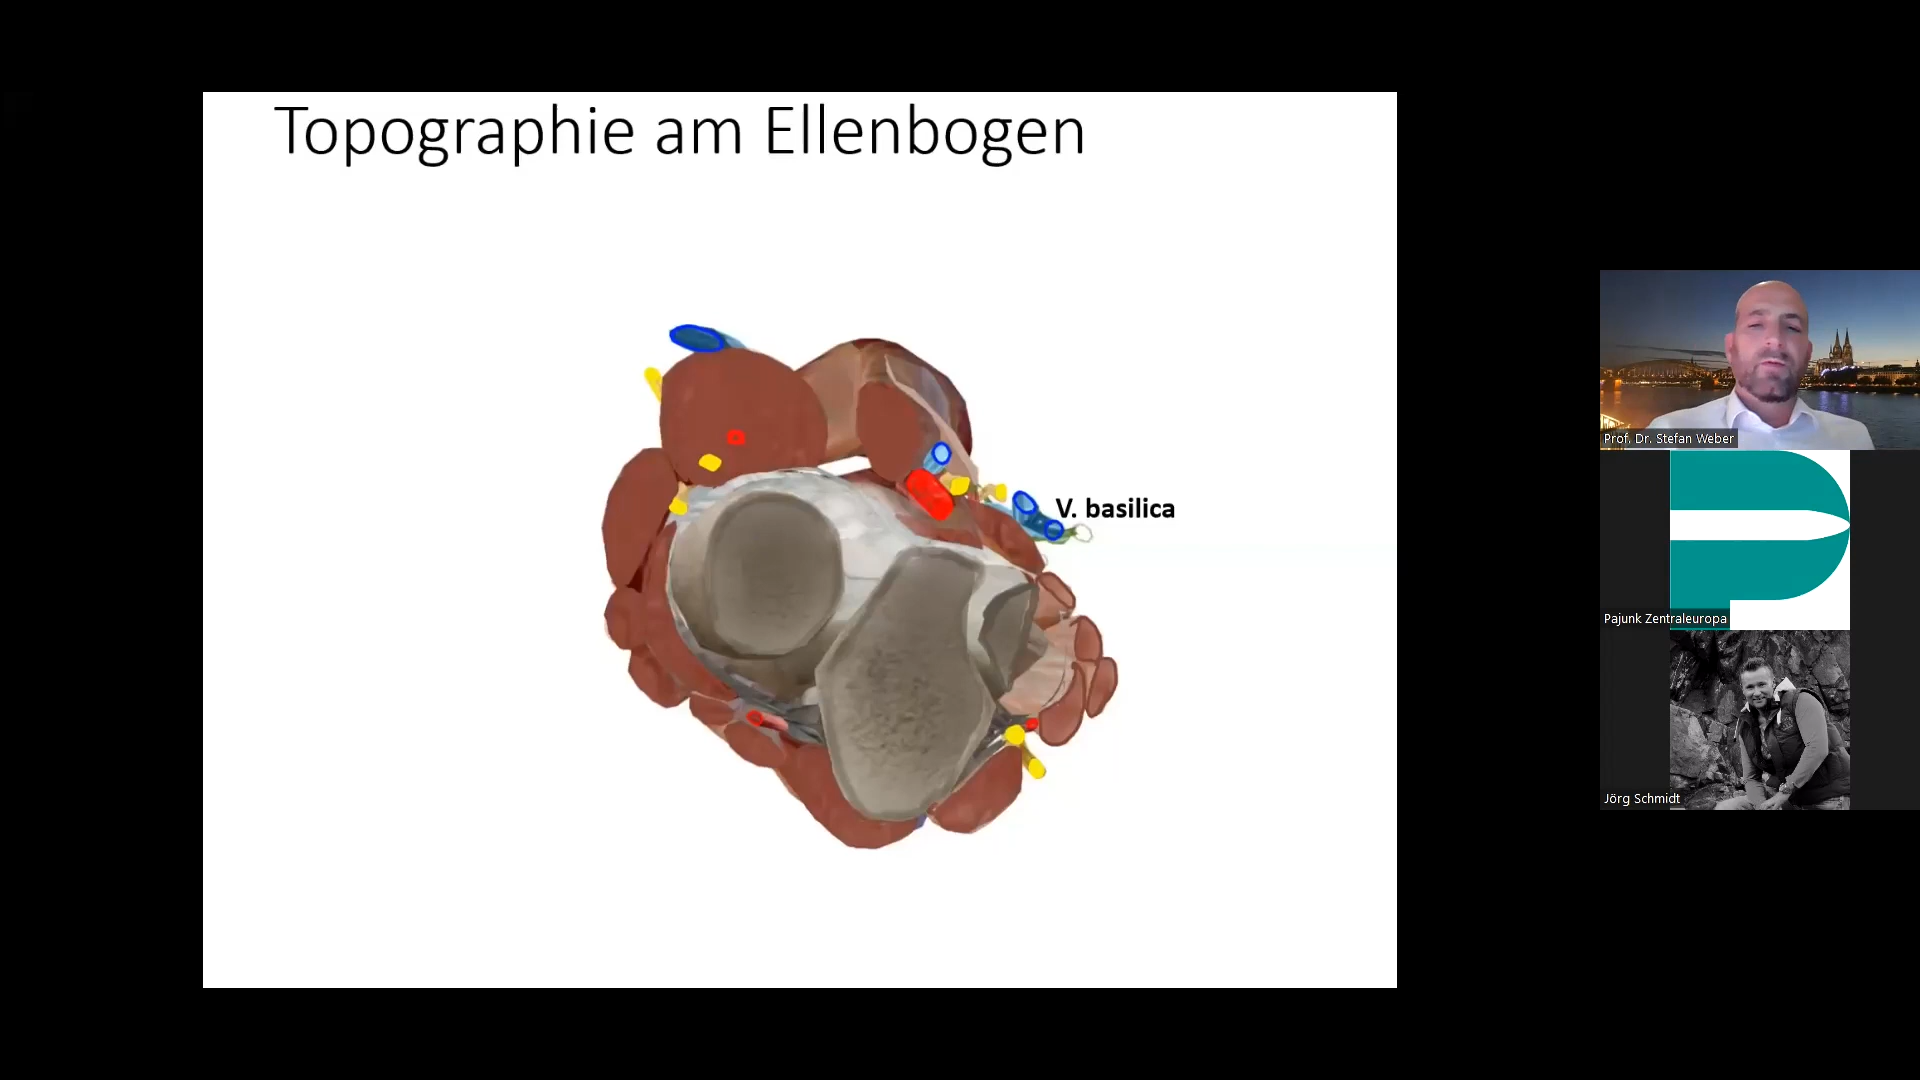 Topographie am Ellenbogen
V. basilica
Prof. Dr. Stefan Weber
Pajunk Zentraleuropa
Jörg Schmidt